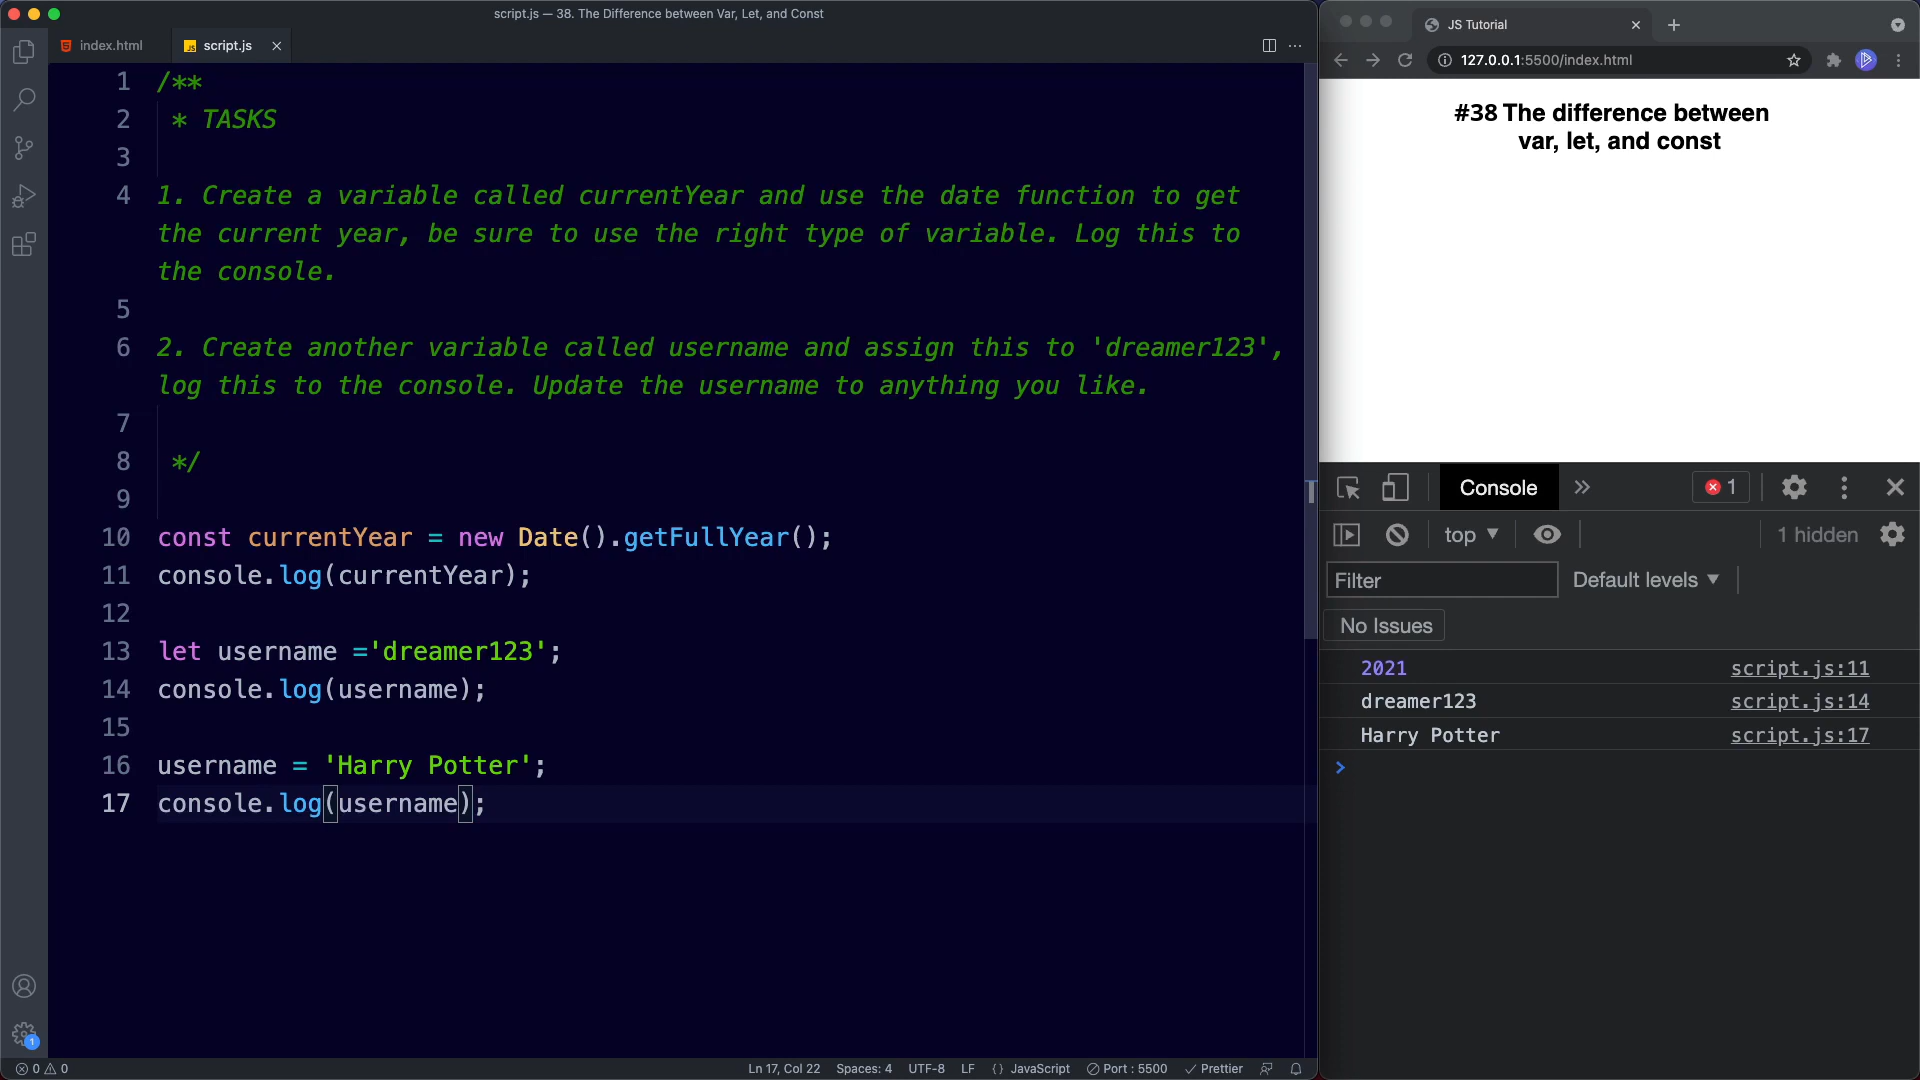 script.js — 38. The Difference between Var, Let, and Const
index.html
JS script.js
1 /**
2 * TASKS
3
4 1. Create a variable called currentYear and use the date function to get
the current year, be sure to use the right type of variable. Log this to
the console.
5
6 2. Create another variable called username and assign this to 'dreamer123',
log this to the console. Update the username to anything you like.
7
8 */
9
10 const currentYear = new Date().getFullYear();
11 console.log(currentYear);
12
13 let username ='dreamer123';
14 console.log(username);
15
16 username = 'Harry Potter';
17 console.log(username);
1
0 0
Ln 17, Col 22 Spaces: 4 UTF-8 LF {} JavaScript Port : 5500 Prettier
JS Tutorial
127.0.0.1:5500/index.html
#38 The difference between
var, let, and const
Console
1
top
1 hidden
Filter
Default levels
No Issues
2021 script.js:11
dreamer123 script.js:14
Harry Potter script.js:17